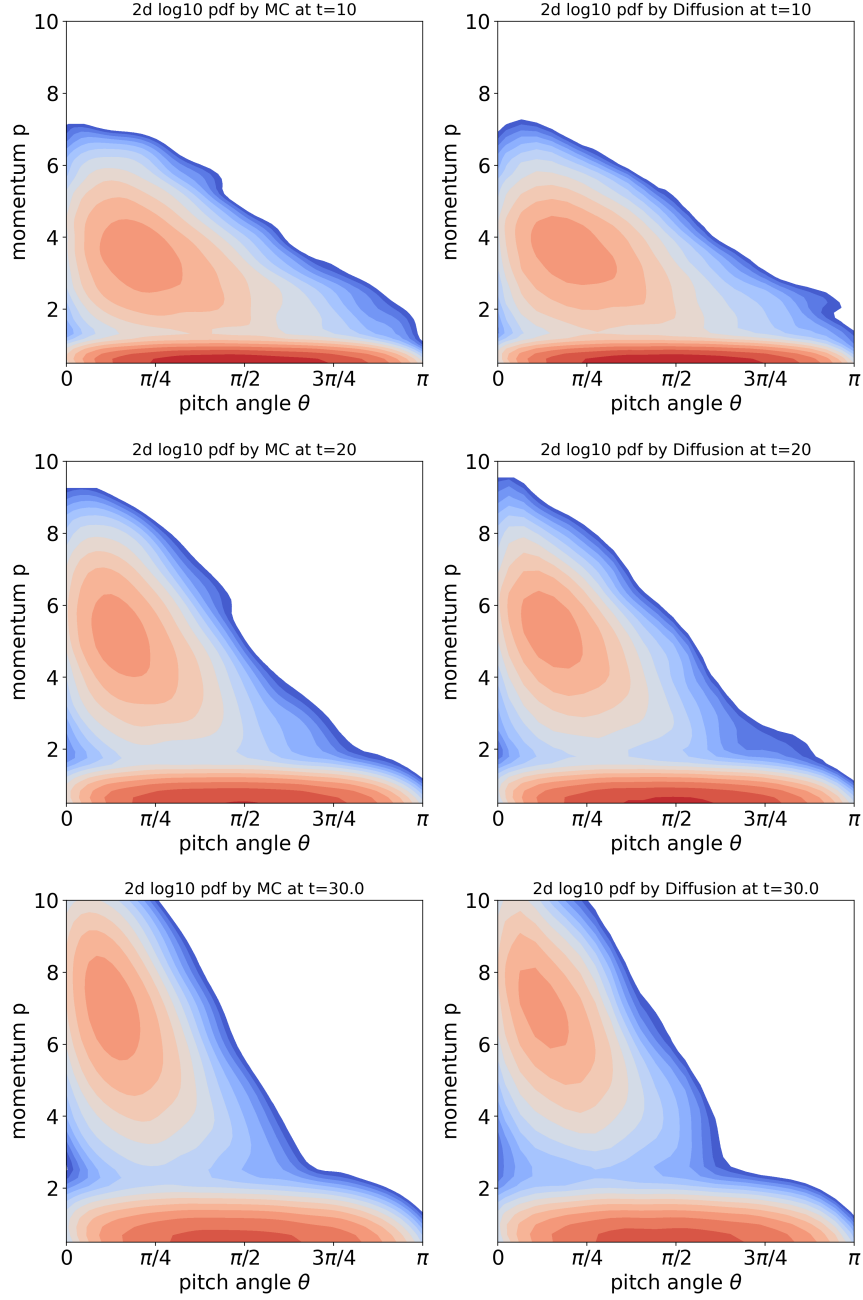 2d log10 pdf by MC at t=10
10
8
6
4
2
momentum p
0 π/4 π/2 3π/4 π
pitch angle θ
2d log10 pdf by Diffusion at t=10
10
8
6
4
2
momentum p
0 π/4 π/2 3π/4 π
pitch angle θ
2d log10 pdf by MC at t=20
10
8
6
4
2
momentum p
0 π/4 π/2 3π/4 π
pitch angle θ
2d log10 pdf by Diffusion at t=20
10
8
6
4
2
momentum p
0 π/4 π/2 3π/4 π
pitch angle θ
2d log10 pdf by MC at t=30.0
10
8
6
4
2
momentum p
0 π/4 π/2 3π/4 π
pitch angle θ
2d log10 pdf by Diffusion at t=30.0
10
8
6
4
2
momentum p
0 π/4 π/2 3π/4 π
pitch angle θ